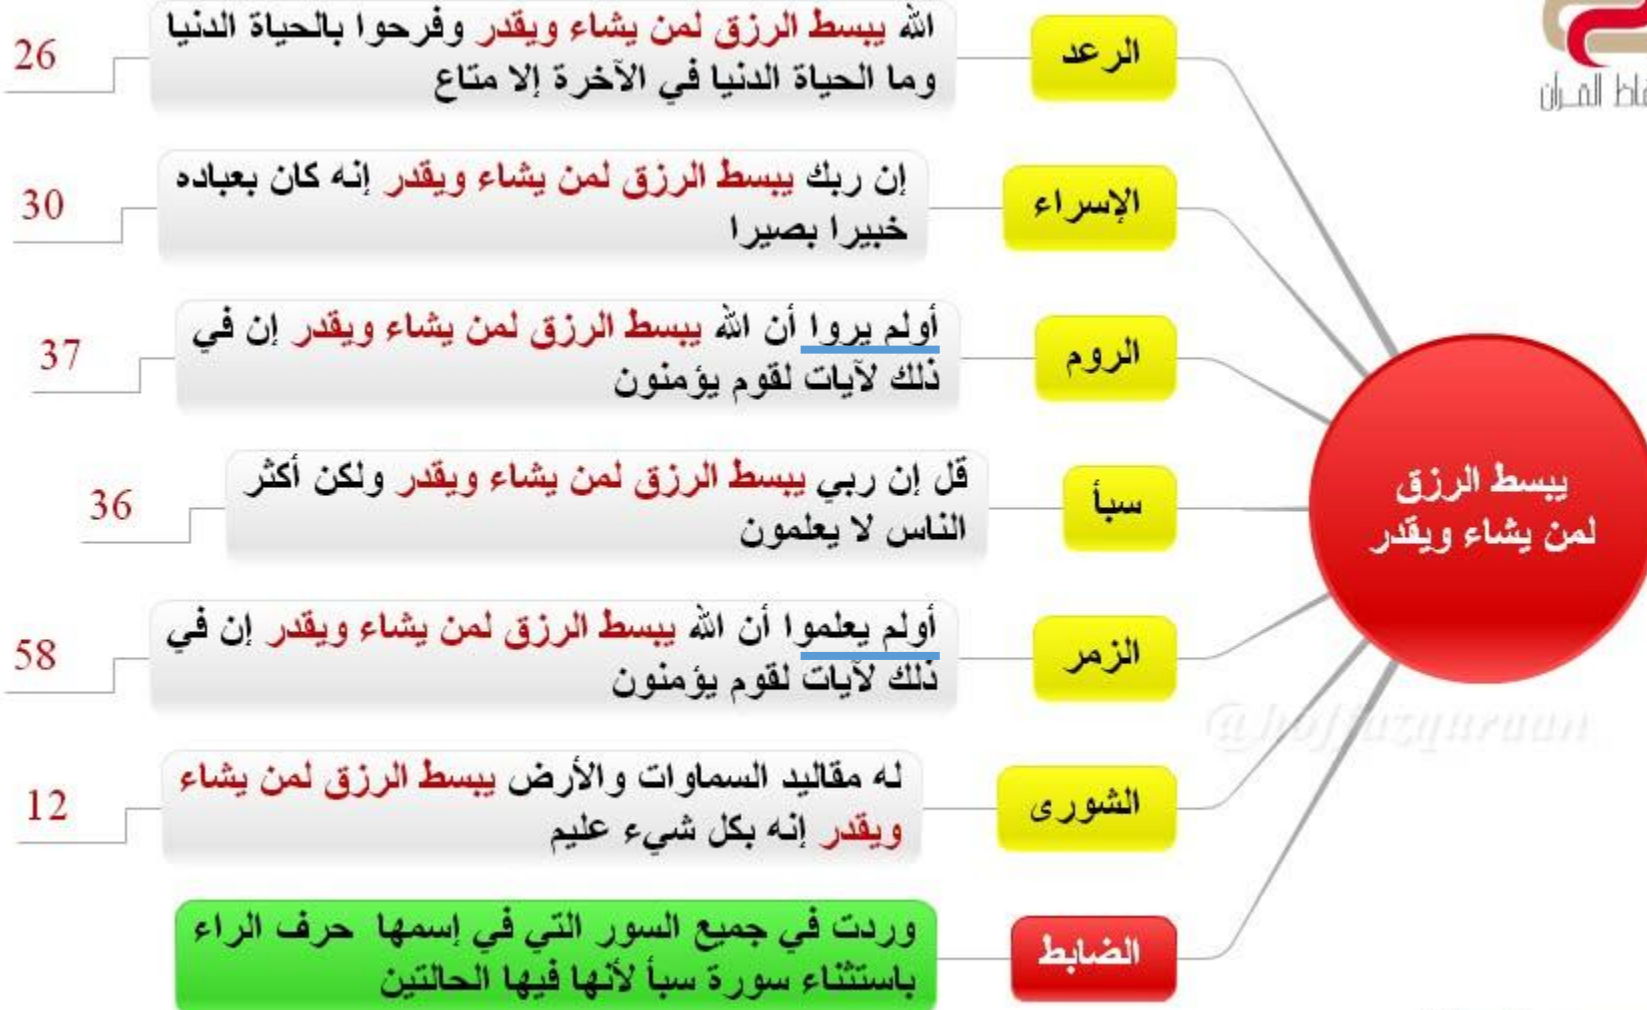 يبسط الرزق
لمن يشاء ويقدر
الرعد
الله يبسط الرزق لمن يشاء ويقدر وفرحوا بالحياة الدنيا
وما الحياة الدنيا في الآخرة إلا متاع
26
الإسراء
إن ربك يبسط الرزق لمن يشاء ويقدر إنه كان بعباده
خبيرا بصيرا
30
الروم
أولم يروا أن الله يبسط الرزق لمن يشاء ويقدر إن في
ذلك لآيات لقوم يؤمنون
37
سبأ
قل إن ربي يبسط الرزق لمن يشاء ويقدر ولكن أكثر
الناس لا يعلمون
36
الزمر
أولم يعلموا أن الله يبسط الرزق لمن يشاء ويقدر إن في
ذلك لآيات لقوم يؤمنون
58
الشورى
له مقاليد السماوات والأرض يبسط الرزق لمن يشاء
ويقدر إنه بكل شيء عليم
12
الضابط
وردت في جميع السور التي في إسمها حرف الراء
باستثناء سورة سبأ لأنها فيها الحالتين
القرآن
@hoffazquraan